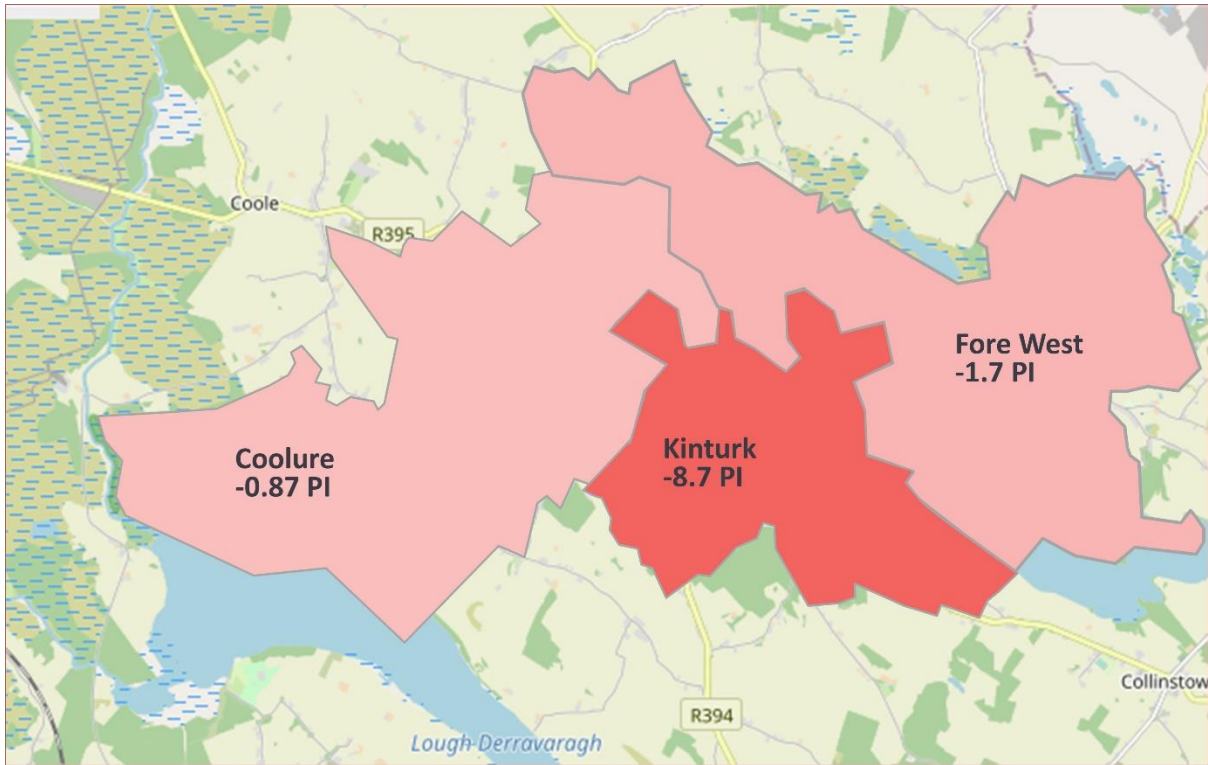 Coole
R395
Fore West
-1.7 PI
Coolure
-0.87 PI
Kinturk
-8.7 PI
Collinstow
R394
Lough Derravaragh